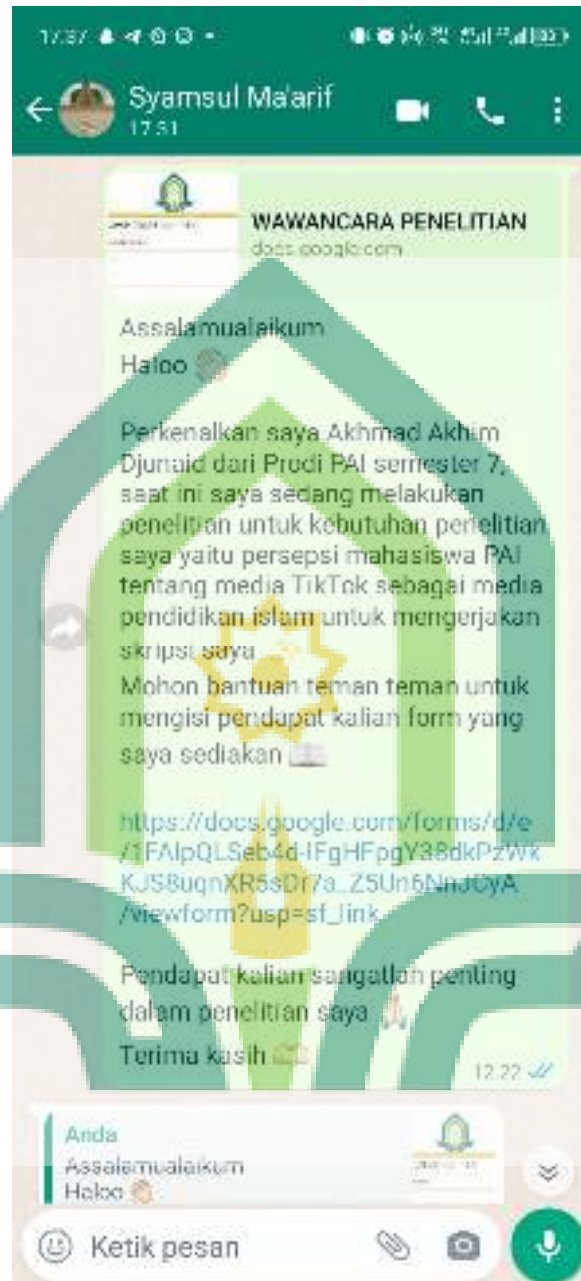 17:37
Syamsul Ma'arif
17.31
WAWANCARA PENELITIAN
docs.google.com
Assalamualaikum
Haloo 👋🏻
Perkenalkan saya Akhmad Akhim
Djunaid dari Prodi PAI semester 7,
saat ini saya sedang melakukan
penelitian untuk kebutuhan penelitian
saya yaitu persepsi mahasiswa PAI
tentang media TikTok sebagai media
pendidikan islam untuk mengerjakan
skripsi saya
Mohon bantuan teman teman untuk
mengisi pendapat kalian form yang
saya sediakan
https://docs.google.com/forms/d/e
/viewform?usp=sf_link
Pendapat kalian sangatlah penting
dalam penelitian saya 🙏🏻
Terima kasih
12.22
Anda
Assalamualaikum
Haloo 👋🏻
Ketik pesan